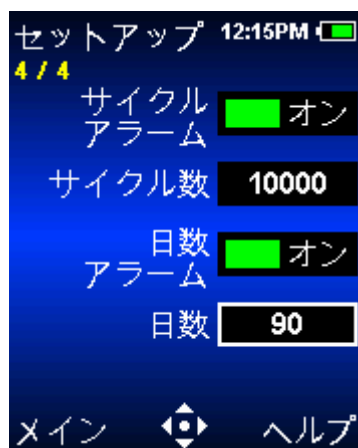 セットアップ 12:15PM
4 / 4
サイクル
アラーム オン
サイクル数 10000
日数
アラーム オン
日数 90
メイン ヘルプ